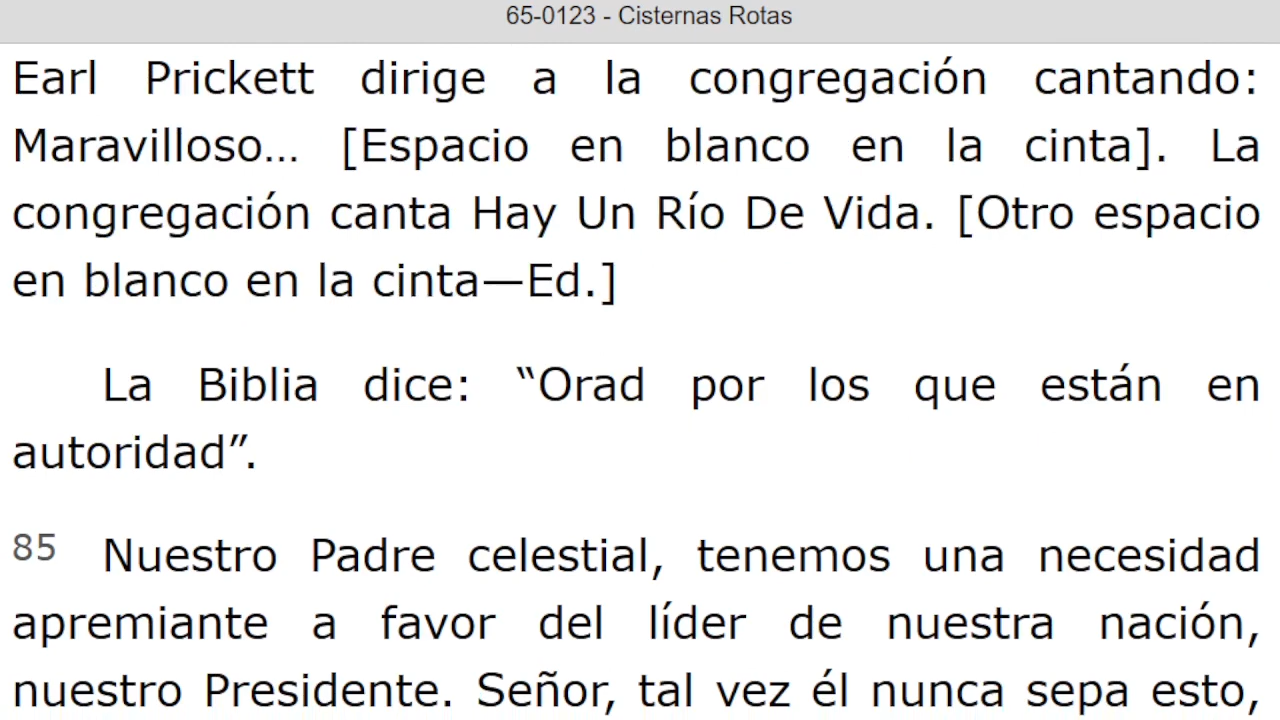 65-0123 - Cisternas Rotas
Earl Prickett dirige a la congregación cantando:
Maravilloso… [Espacio en blanco en la cinta]. La
congregación canta Hay Un Río De Vida. [Otro espacio
en blanco en la cinta—Ed.]
La Biblia dice: “Orad por los que están en
autoridad”.
85 Nuestro Padre celestial, tenemos una necesidad
apremiante a favor del líder de nuestra nación,
nuestro Presidente. Señor, tal vez él nunca sepa esto,